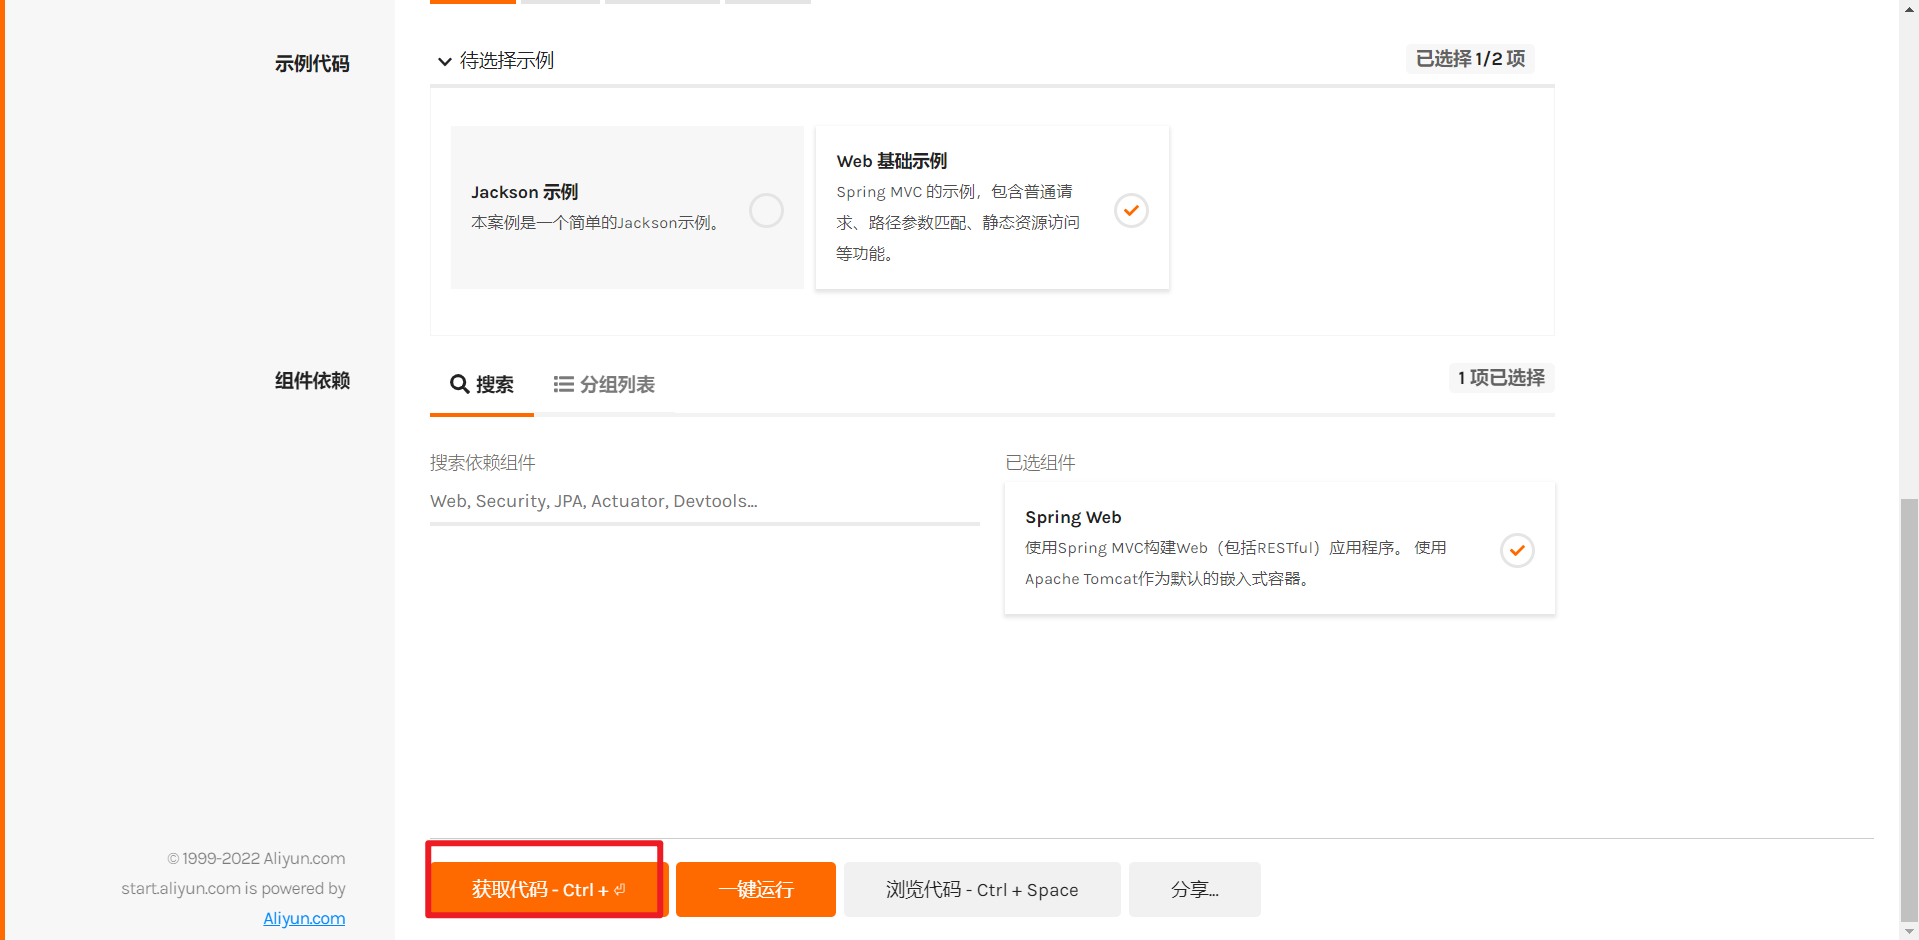 示例代码
待选择示例
已选择 1/2 项
Jackson 示例
本案例是一个简单的Jackson示例。
Web 基础示例
Spring MVC 的示例，包含普通请
求、路径参数匹配、静态资源访问
等功能。
组件依赖
搜索
分组列表
1 项已选择
搜索依赖组件
Web, Security, JPA, Actuator, Devtools...
已选组件
Spring Web
使用Spring MVC构建Web（包括RESTful）应用程序。 使用
Apache Tomcat作为默认的嵌入式容器。
© 1999-2022 Aliyun.com
start.aliyun.com is powered by
Aliyun.com
获取代码 - Ctrl + ⏎
一键运行
浏览代码 - Ctrl + Space
分享...